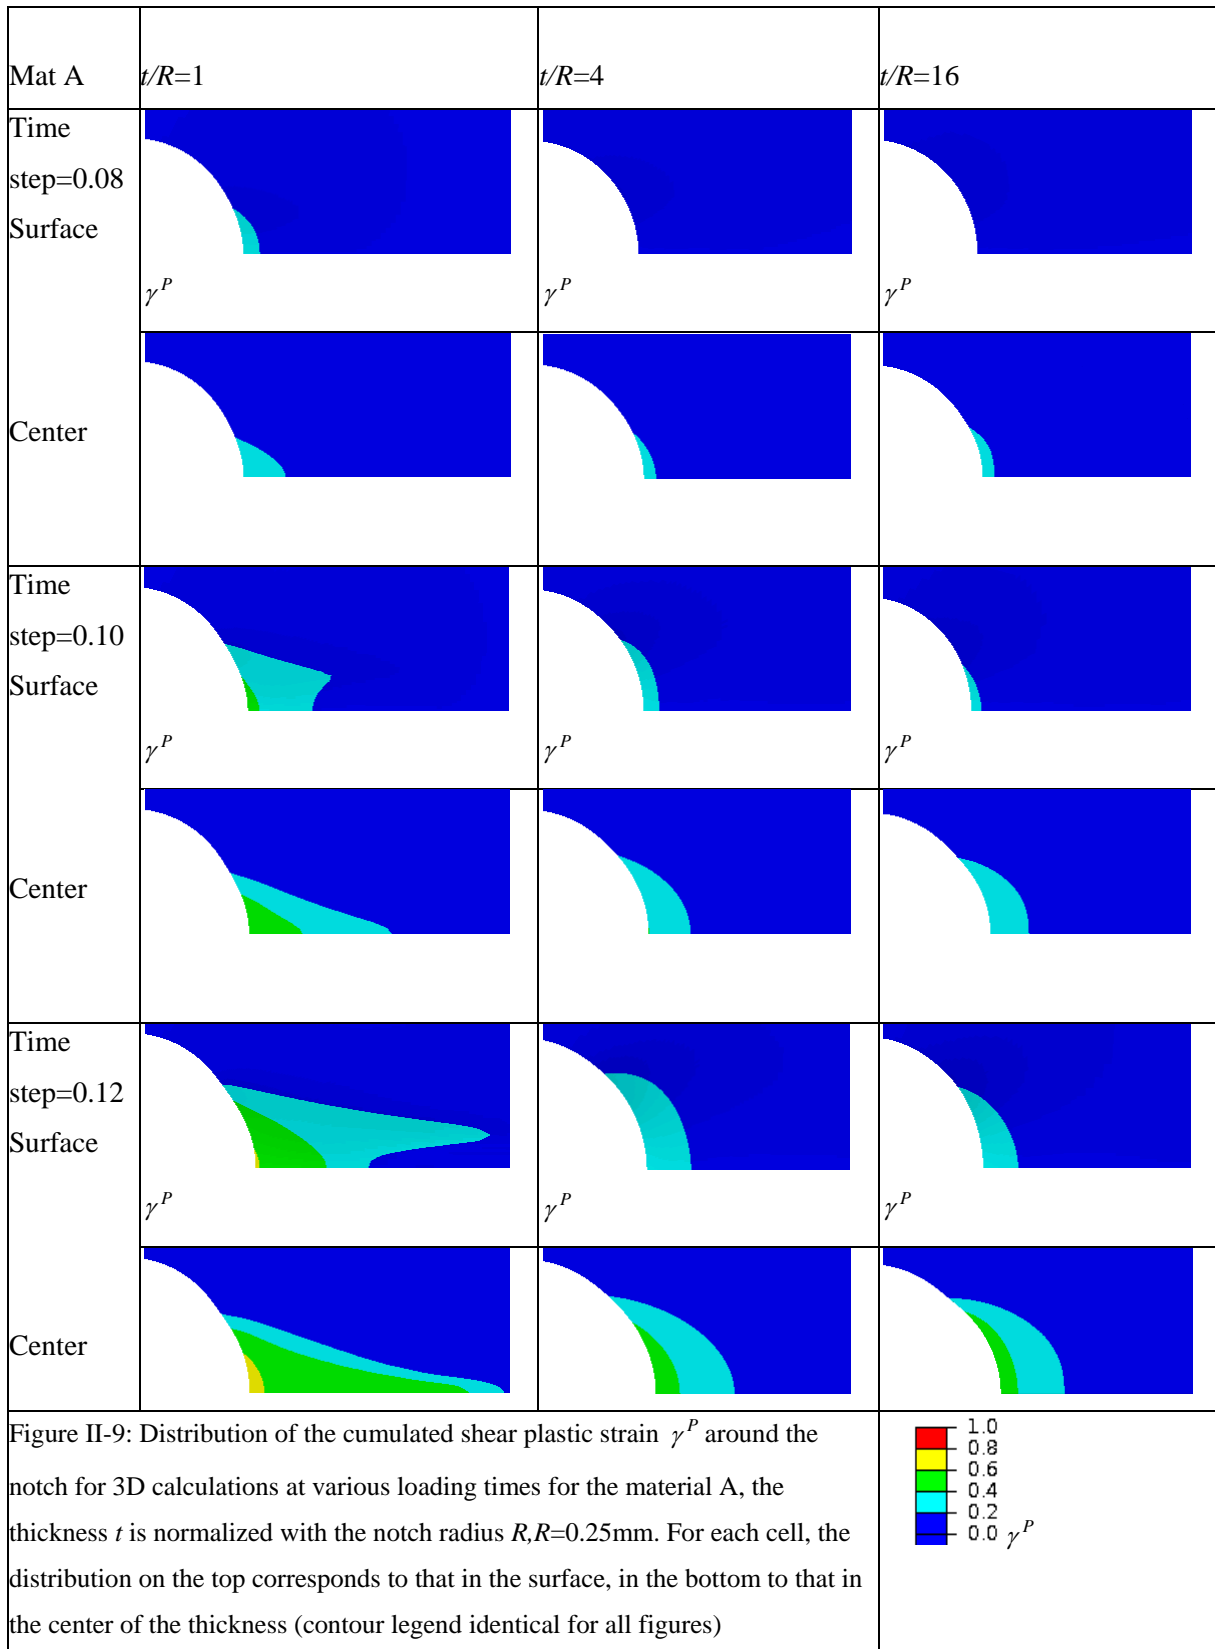 Mat A
t/R=1
t/R=4
t/R=16
Time
step=0.08
Surface
γ^P
γ^P
γ^P
Center
Time
step=0.10
Surface
γ^P
γ^P
Center
Time
step=0.12
Surface
γ^P
γ^P
γ^P
Center
Figure II-9: Distribution of the cumulated shear plastic strain γ^P around the
notch for 3D calculations at various loading times for the material A, the
thickness t is normalized with the notch radius R,R=0.25mm. For each cell, the
distribution on the top corresponds to that in the surface, in the bottom to that in
the center of the thickness (contour legend identical for all figures)
1.0
0.8
0.6
0.4
0.2
0.0 γ^P